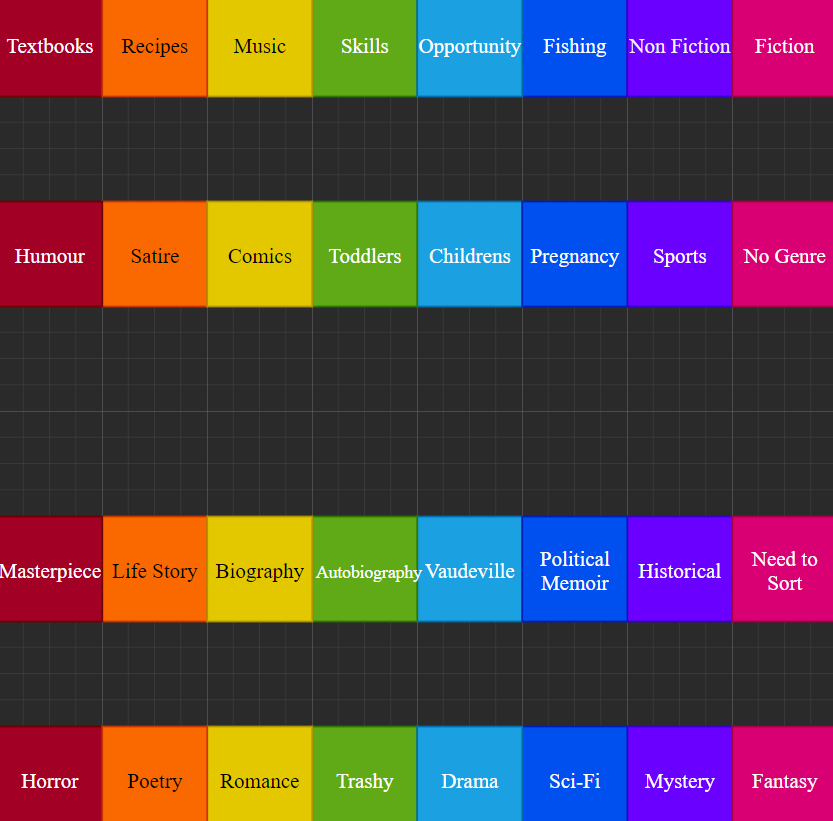 Textbooks
Recipes
Music
Skills
Opportunity
Fishing
Non Fiction
Fiction
Humour
Satire
Comics
Toddlers
Childrens
Pregnancy
Sports
No Genre
Masterpiece
Life Story
Biography
Autobiography
Vaudeville
Political
Memoir
Historical
Need to
Sort
Horror
Poetry
Romance
Trashy
Drama
Sci-Fi
Mystery
Fantasy